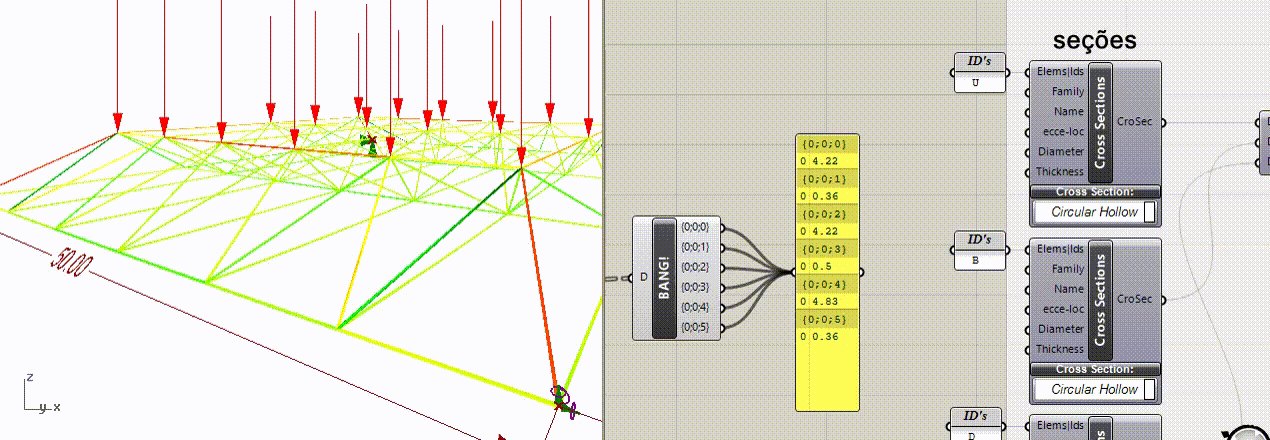 50.00
z
y x
D
BANG!
{0;0;0}
{0;0;1}
{0;0;2}
{0;0;3}
{0;0;4}
{0;0;5}
{0;0;0}
0 4.22
{0;0;1}
0 0.36
{0;0;2}
0 4.22
{0;0;3}
0 0.5
{0;0;4}
0 4.83
{0;0;5}
0 0.36
seções
ID's
U
Elems|Ids
Family
Name
ecce-loc
Diameter
Thickness
Cross Sections
CroSec
Cross Section:
Circular Hollow
ID's
B
Elems|Ids
Family
Name
ecce-loc
Diameter
Thickness
Cross Sections
CroSec
Cross Section:
Circular Hollow
ID's
D
Elems|Ids